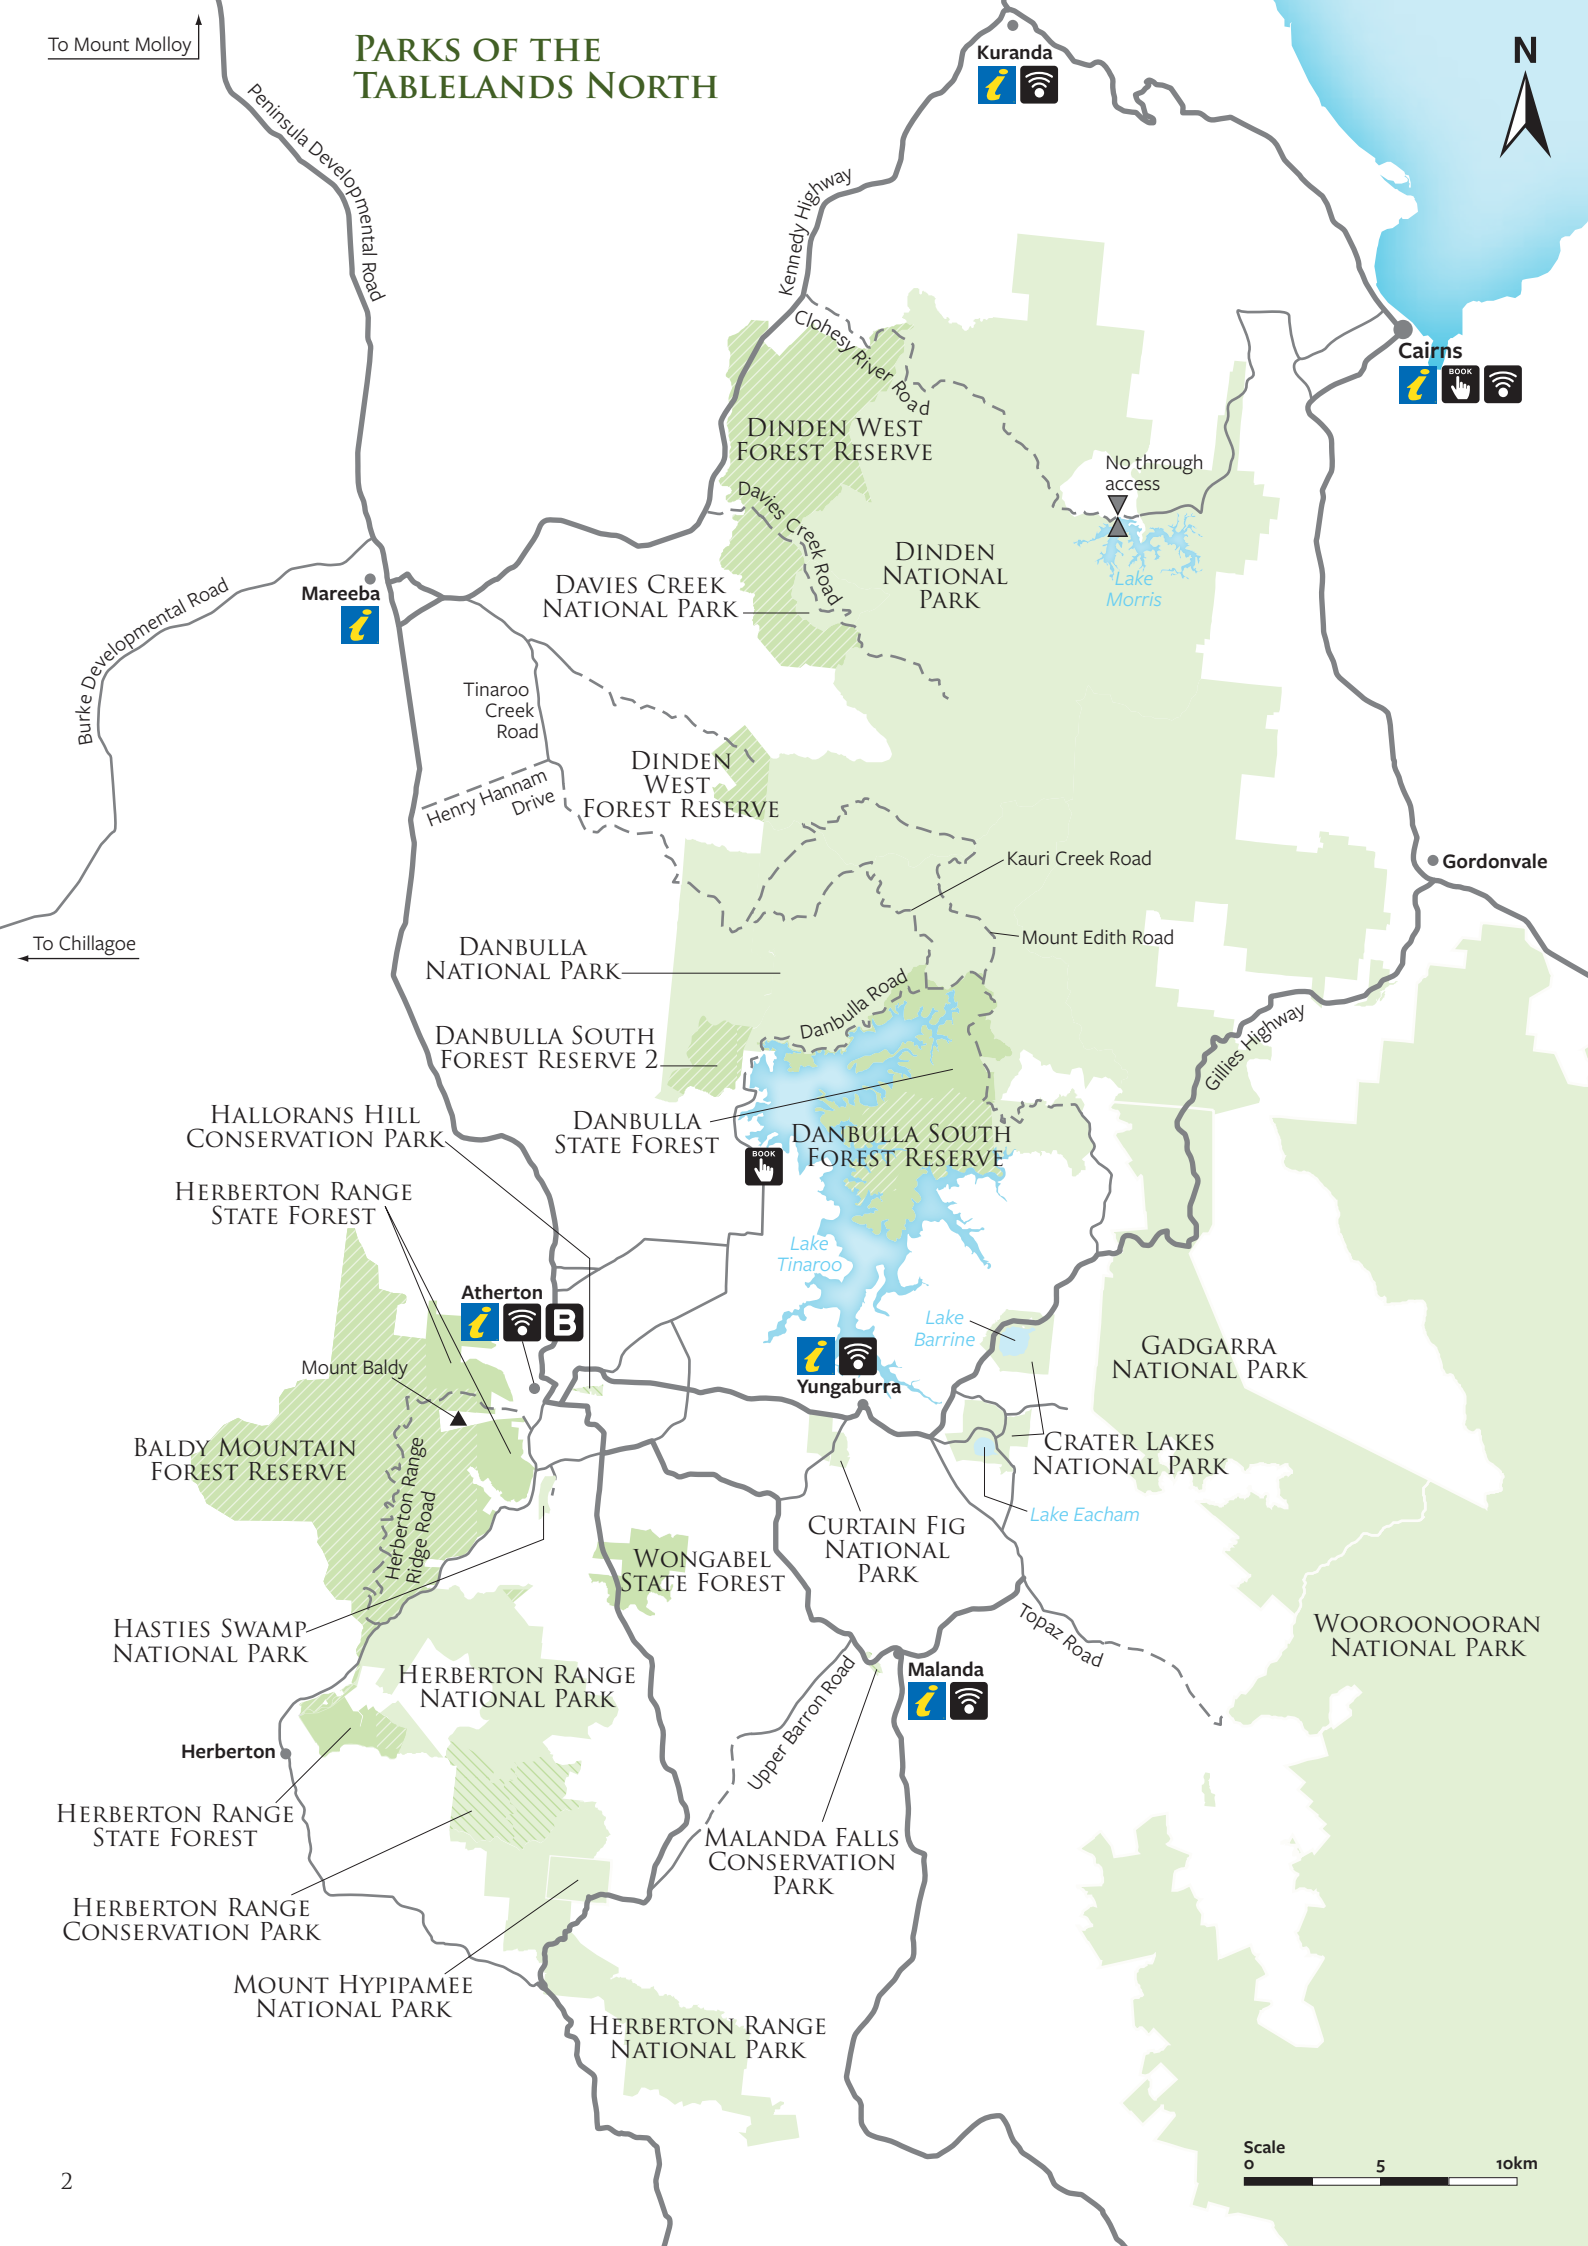 To Mount Molloy
PARKS OF THE
TABLELANDS NORTH
N
Kuranda
i
Peninsula Developmental Road
Kennedy Highway
Clohesy River Road
Cairns
i
BOOK
DINDEN WEST
FOREST RESERVE
No through
access
Davies Creek Road
DINDEN
NATIONAL
PARK
Lake
Morris
DAVIES CREEK
NATIONAL PARK
Mareeba
i
Burke Developmental Road
Tinaroo
Creek
Road
DINDEN
WEST
FOREST RESERVE
Henry Hannam
Drive
Kauri Creek Road
Gordonvale
To Chillagoe
Mount Edith Road
DANBULLA
NATIONAL PARK
Danbulla Road
DANBULLA SOUTH
FOREST RESERVE 2
Gillies Highway
HALLORANS HILL
CONSERVATION PARK
DANBULLA
STATE FOREST
DANBULLA SOUTH
FOREST RESERVE
BOOK
HERBERTON RANGE
STATE FOREST
Lake
Tinaroo
Atherton
i
B
Lake
Barrine
GADGARRA
NATIONAL PARK
Mount Baldy
i
Yungaburra
BALDY MOUNTAIN
FOREST RESERVE
Herberton Range
Ridge Road
CRATER LAKES
NATIONAL PARK
Lake Eacham
CURTAIN FIG
NATIONAL
PARK
WONGABEL
STATE FOREST
HASTIES SWAMP
NATIONAL PARK
Topaz Road
WOOROONOORAN
NATIONAL PARK
HERBERTON RANGE
NATIONAL PARK
Malanda
i
Upper Barron Road
Herberton
HERBERTON RANGE
STATE FOREST
MALANDA FALLS
CONSERVATION
PARK
HERBERTON RANGE
CONSERVATION PARK
MOUNT HYPIPAMEE
NATIONAL PARK
HERBERTON RANGE
NATIONAL PARK
Scale
0 5 10km
2